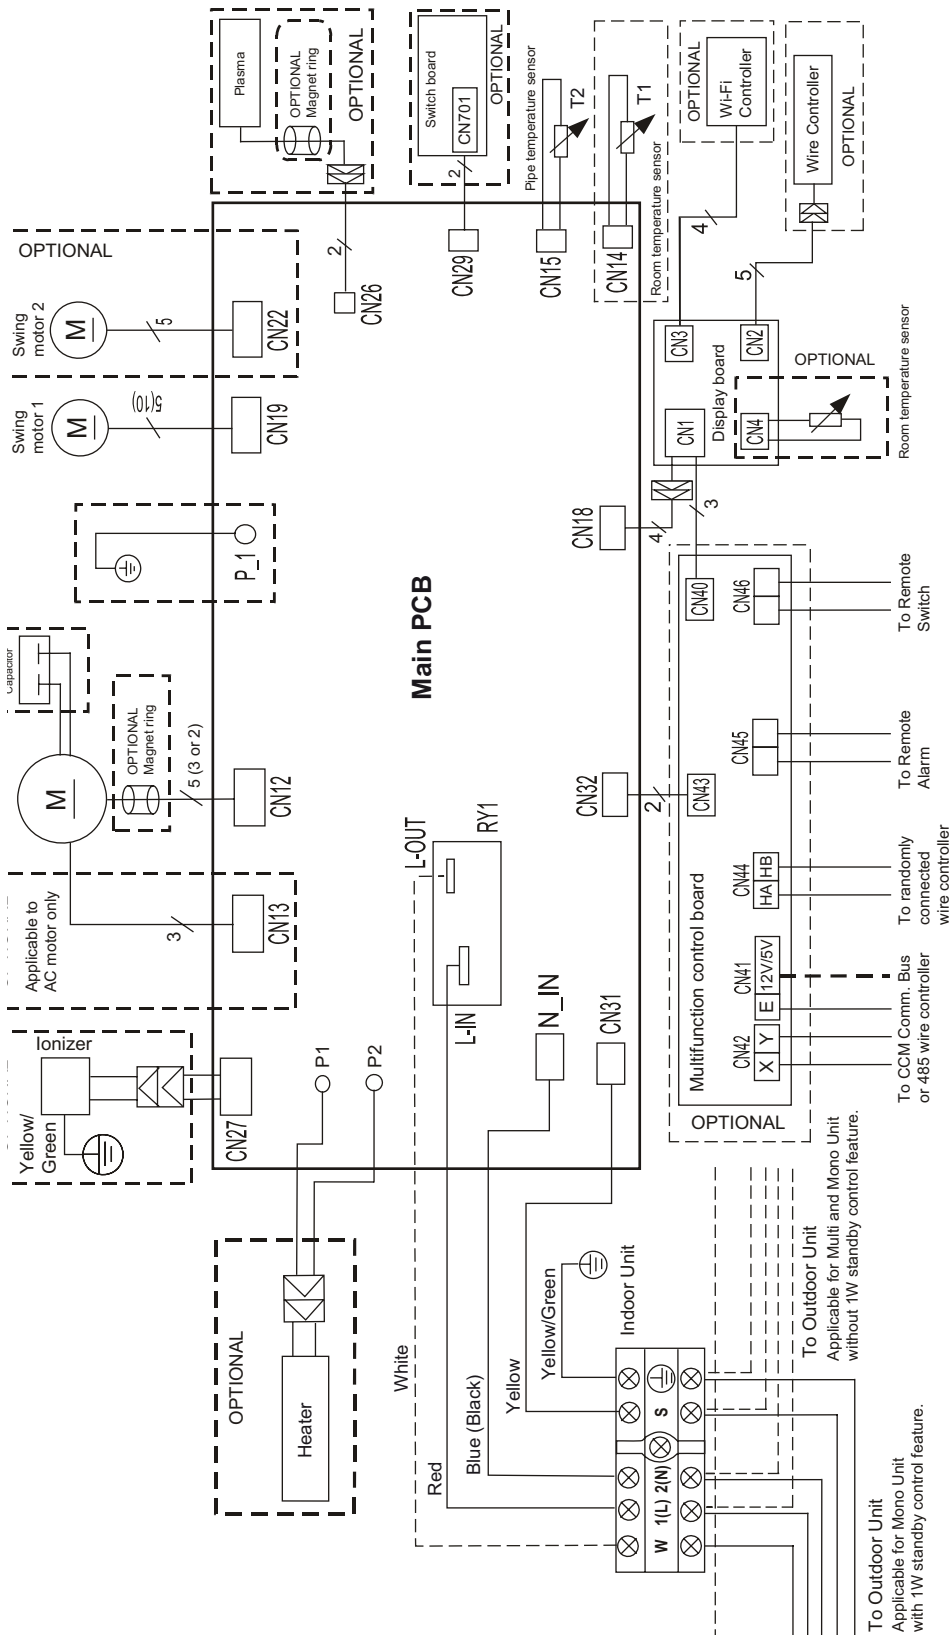 Plasma
OPTIONAL
Magnet ring
OPTIONAL
Switch board
CN701
OPTIONAL
2
Pipe temperature sensor
T2
T1
Room temperature sensor
OPTIONAL
Wi-Fi
Controller
Wire Controller
OPTIONAL
OPTIONAL
Swing
motor 2
M
5
CN22
2
CN26
CN29
CN15
CN14
4
5
Swing
motor 1
M
5(10)
CN19
CN3
CN2
Display board
CN1
OPTIONAL
CN4
Room temperature sensor
P_1
CN18
4
3
Main PCB
Capacitor
M
OPTIONAL
Magnet ring
5 (3 or 2)
CN12
CN40
CN46
To Remote
Switch
CN45
To Remote
Alarm
CN32
2
CN43
L-OUT
RY1
L-IN
Applicable to
AC motor only
3
CN13
Multifunction control board
CN44
HA HB
To randomly
connected
wire controller
CN41
E 12V/5V
CN42
X Y
To CCM Comm. Bus
or 485 wire controller
OPTIONAL
Ionizer
Yellow/
Green
CN27
P1
P2
N_IN
CN31
OPTIONAL
Heater
White
Red
Blue (Black)
Yellow
Yellow/Green
Indoor Unit
W 1(L) 2(N) S
To Outdoor Unit
Applicable for Multi and Mono Unit
without 1W standby control feature.
To Outdoor Unit
Applicable for Mono Unit
with 1W standby control feature.